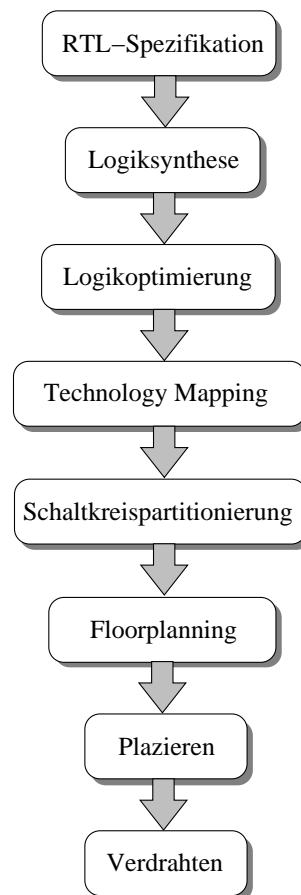 RTL–Spezifikation
Logiksynthese
Logikoptimierung
Technology Mapping
Schaltkreispartitionierung
Floorplanning
Plazieren
Verdrahten